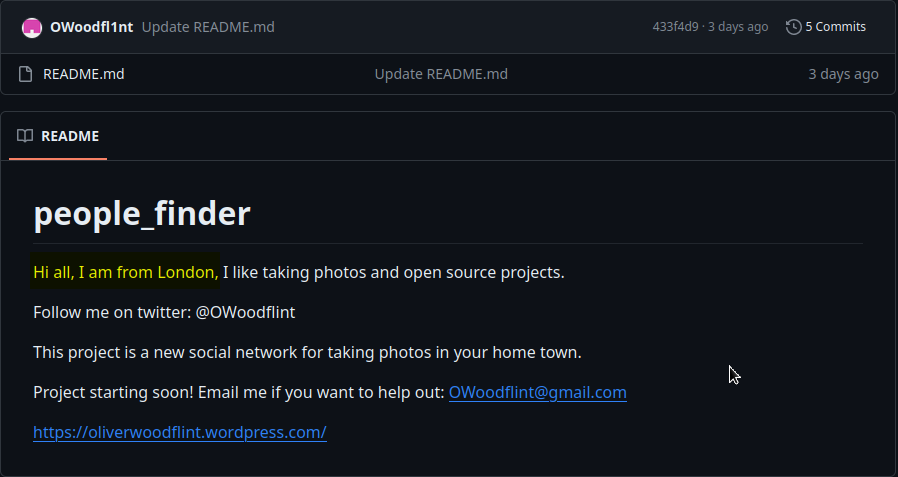 OWoodfl1nt Update README.md 433f4d9 · 3 days ago 5 Commits
README.md Update README.md 3 days ago
README
people_finder
Hi all, I am from London, I like taking photos and open source projects.
Follow me on twitter: @OWoodflint
This project is a new social network for taking photos in your home town.
Project starting soon! Email me if you want to help out: OWoodflint@gmail.com
https://oliverwoodflint.wordpress.com/